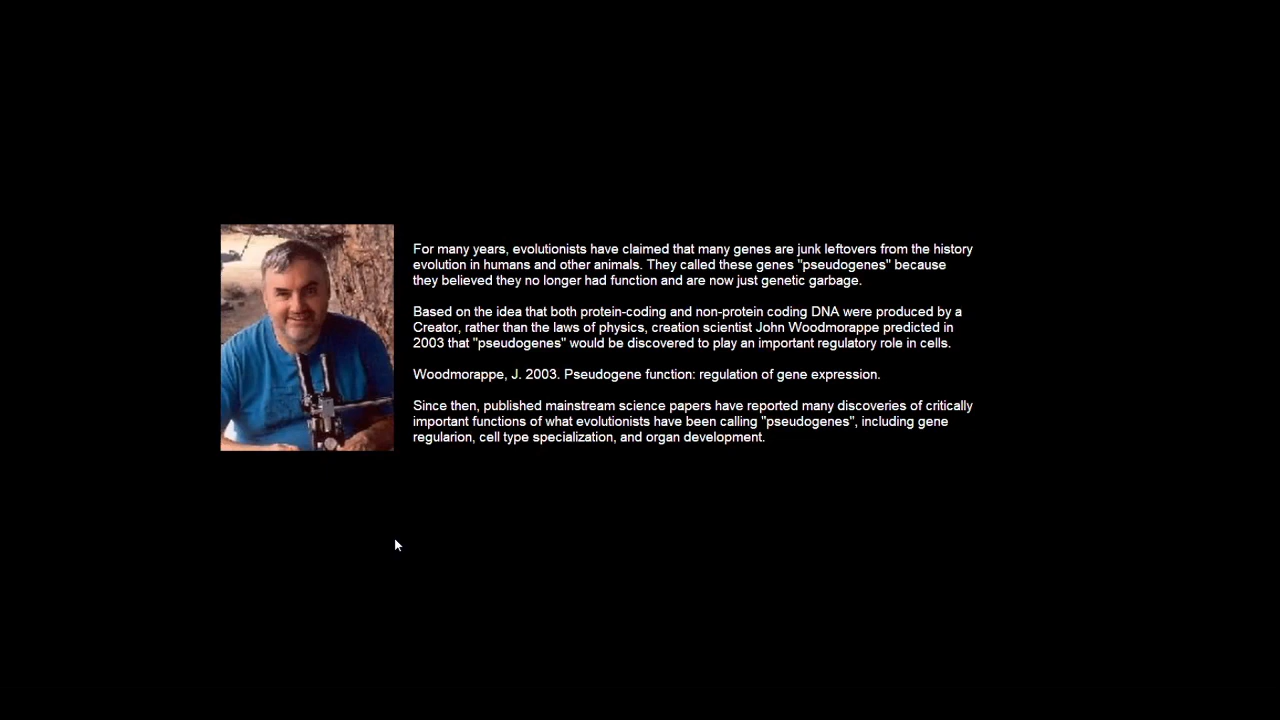 For many years, evolutionists have claimed that many genes are junk leftovers from the history
evolution in humans and other animals. They called these genes "pseudogenes" because
they believed they no longer had function and are now just genetic garbage.
Based on the idea that both protein-coding and non-protein coding DNA were produced by a
Creator, rather than the laws of physics, creation scientist John Woodmorappe predicted in
2003 that "pseudogenes" would be discovered to play an important regulatory role in cells.
Woodmorappe, J. 2003. Pseudogene function: regulation of gene expression.
Since then, published mainstream science papers have reported many discoveries of critically
important functions of what evolutionists have been calling "pseudogenes", including gene
regularion, cell type specialization, and organ development.